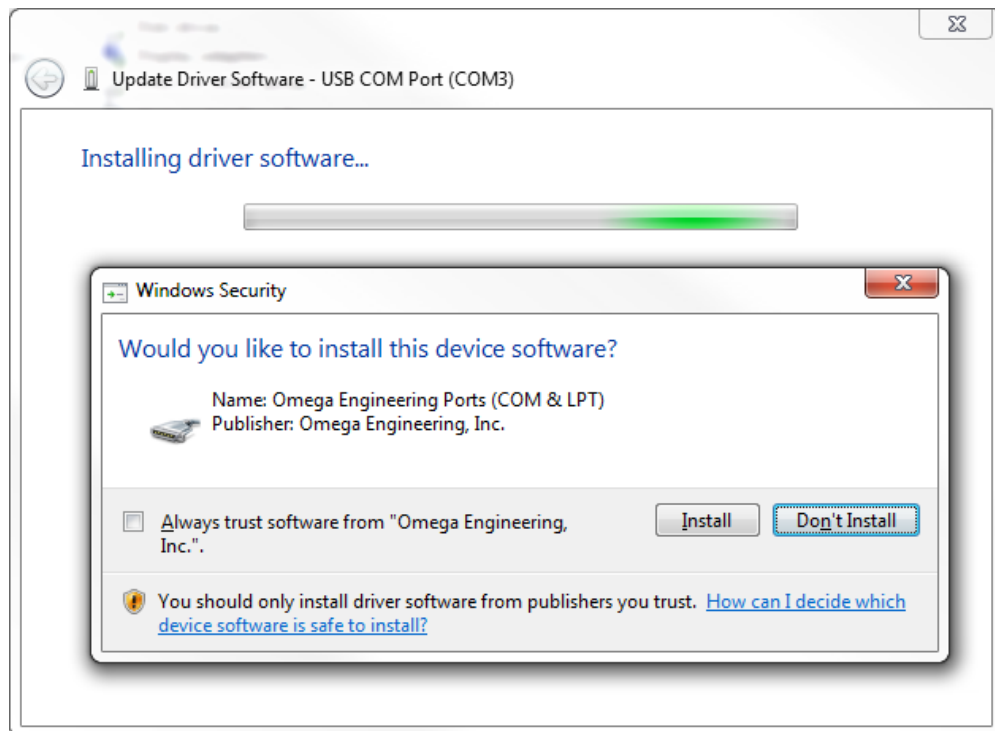 Update Driver Software - USB COM Port (COM3)
Installing driver software...
Windows Security
Would you like to install this device software?
Name: Omega Engineering Ports (COM & LPT)
Publisher: Omega Engineering, Inc.
Always trust software from "Omega Engineering,
Inc.".
Install
Don't Install
You should only install driver software from publishers you trust. How can I decide which
device software is safe to install?